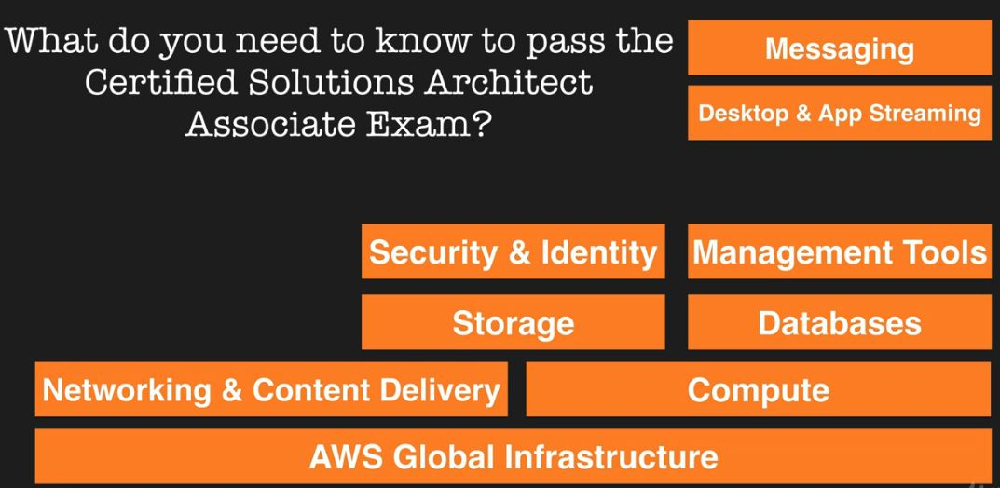 What do you need to know to pass the
Certified Solutions Architect
Associate Exam?
Messaging
Desktop & App Streaming
Security & Identity
Management Tools
Storage
Databases
Networking & Content Delivery
Compute
AWS Global Infrastructure